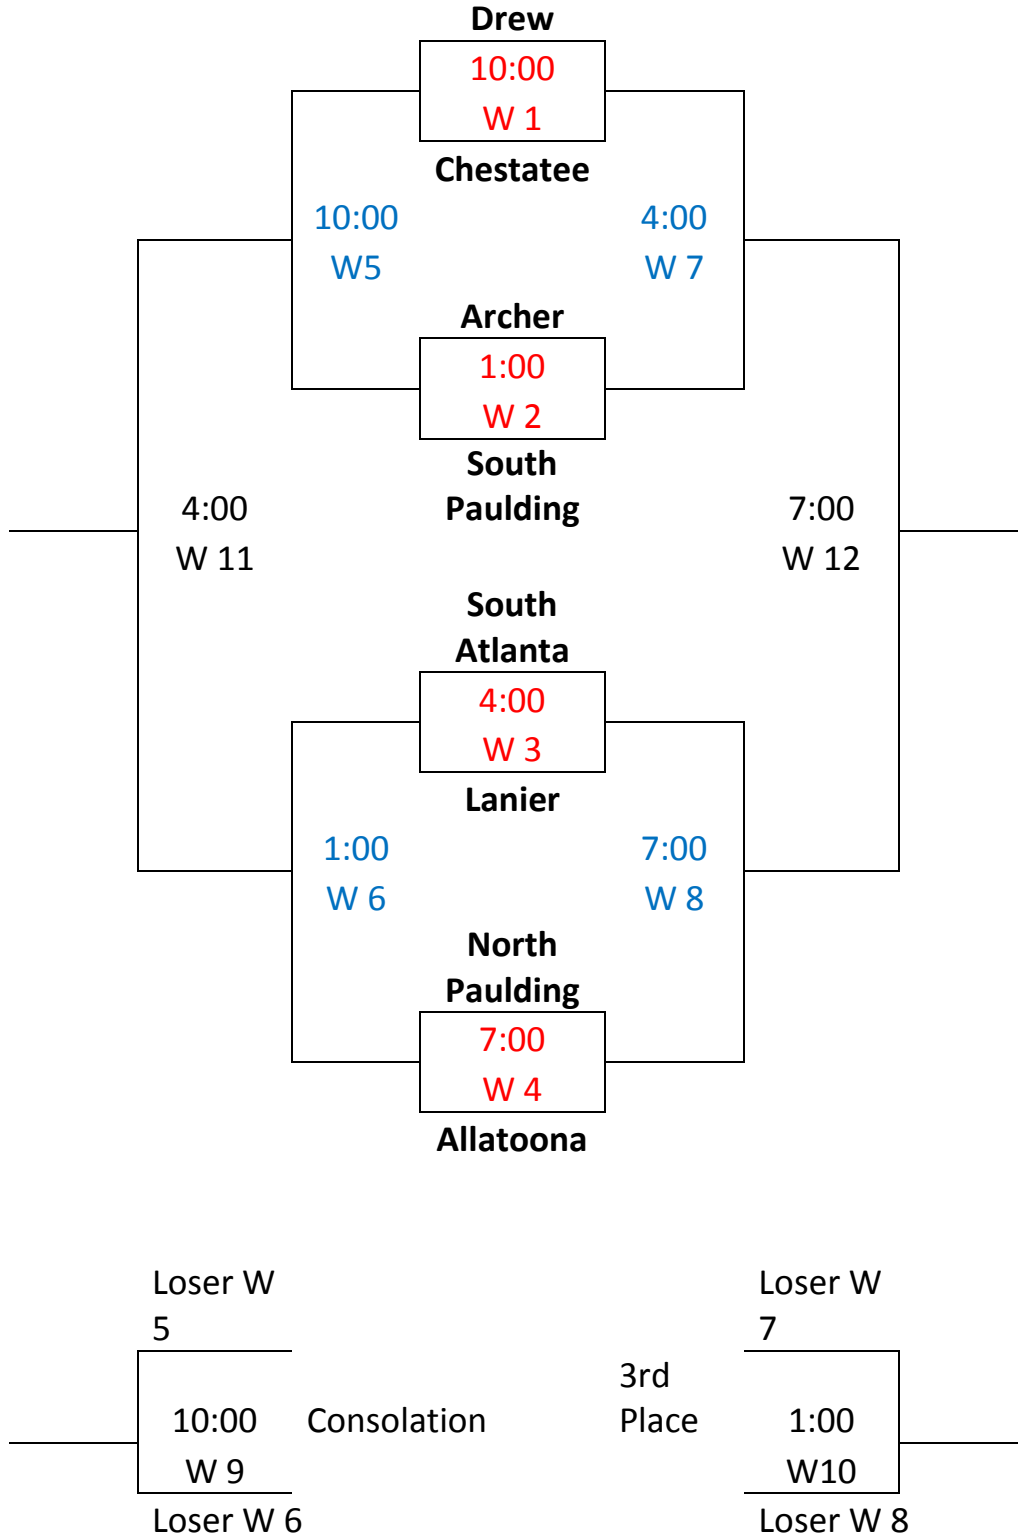 Drew
10:00
W 1
Chestatee
10:00
W5
4:00
W 7
Archer
1:00
W 2
South
Paulding
4:00
W 11
7:00
W 12
South
Atlanta
4:00
W 3
Lanier
1:00
W 6
7:00
W 8
North
Paulding
7:00
W 4
Allatoona
Loser W
5
10:00
W 9
Consolation
Loser W 6
Loser W
7
3rd
Place
1:00
W10
Loser W 8